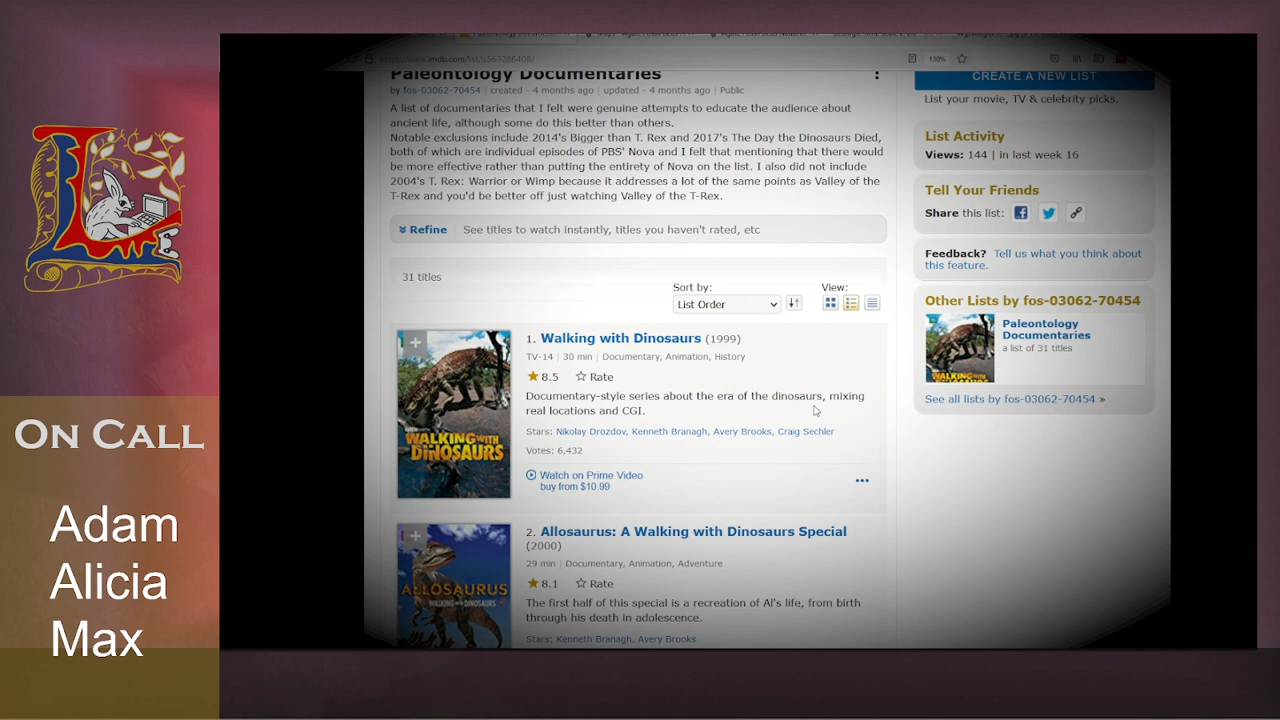 https://www.imdb.com/list/ls563286408/
130%
Paleontology Documentaries
by fos-03062-70454 | created - 4 months ago | updated - 4 months ago | Public
A list of documentaries that I felt were genuine attempts to educate the audience about
ancient life, although some do this better than others.
Notable exclusions include 2014's Bigger than T. Rex and 2017's The Day the Dinosaurs Died,
both of which are individual episodes of PBS' Nova and I felt that mentioning that there would
be more effective rather than putting the entirety of Nova on the list. I also did not include
2004's T. Rex: Warrior or Wimp because it addresses a lot of the same points as Valley of the
T-Rex and you'd be better off just watching Valley of the T-Rex.
Refine See titles to watch instantly, titles you haven't rated, etc
31 titles
Sort by:
List Order
View:
WALKING WITH
DINOSAURS
1. Walking with Dinosaurs (1999)
TV-14 | 30 min | Documentary, Animation, History
8.5 Rate
Documentary-style series about the era of the dinosaurs, mixing
real locations and CGI.
Stars: Nikolay Drozdov, Kenneth Branagh, Avery Brooks, Craig Sechler
Votes: 6,432
Watch on Prime Video
buy from $10.99
ALLOSAURUS
WALKING WITH DINOSAURS
2. Allosaurus: A Walking with Dinosaurs Special
(2000)
29 min | Documentary, Animation, Adventure
8.1 Rate
The first half of this special is a recreation of Al's life, from birth
through his death in adolescence.
Stars: Kenneth Branagh, Avery Brooks
CREATE A NEW LIST
List your movie, TV & celebrity picks.
List Activity
Views: 144 | in last week 16
Tell Your Friends
Share this list:
Feedback? Tell us what you think about
this feature.
Other Lists by fos-03062-70454
Paleontology
Documentaries
a list of 31 titles
See all lists by fos-03062-70454 »
ON CALL
Adam
Alicia
Max